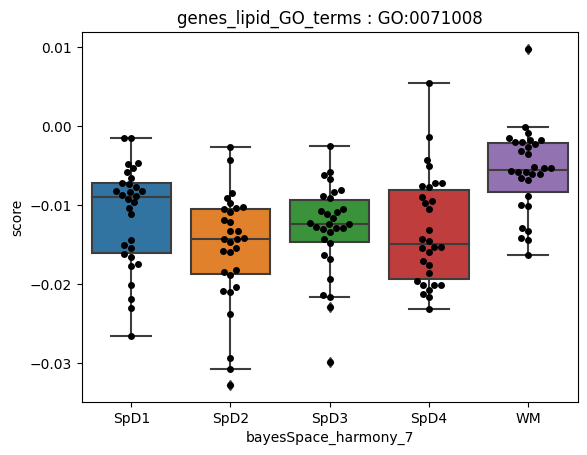 genes_lipid_GO_terms : GO:0071008
0.01
0.00
−0.01
−0.02
−0.03
score
SpD1 SpD2 SpD3 SpD4 WM
bayesSpace_harmony_7